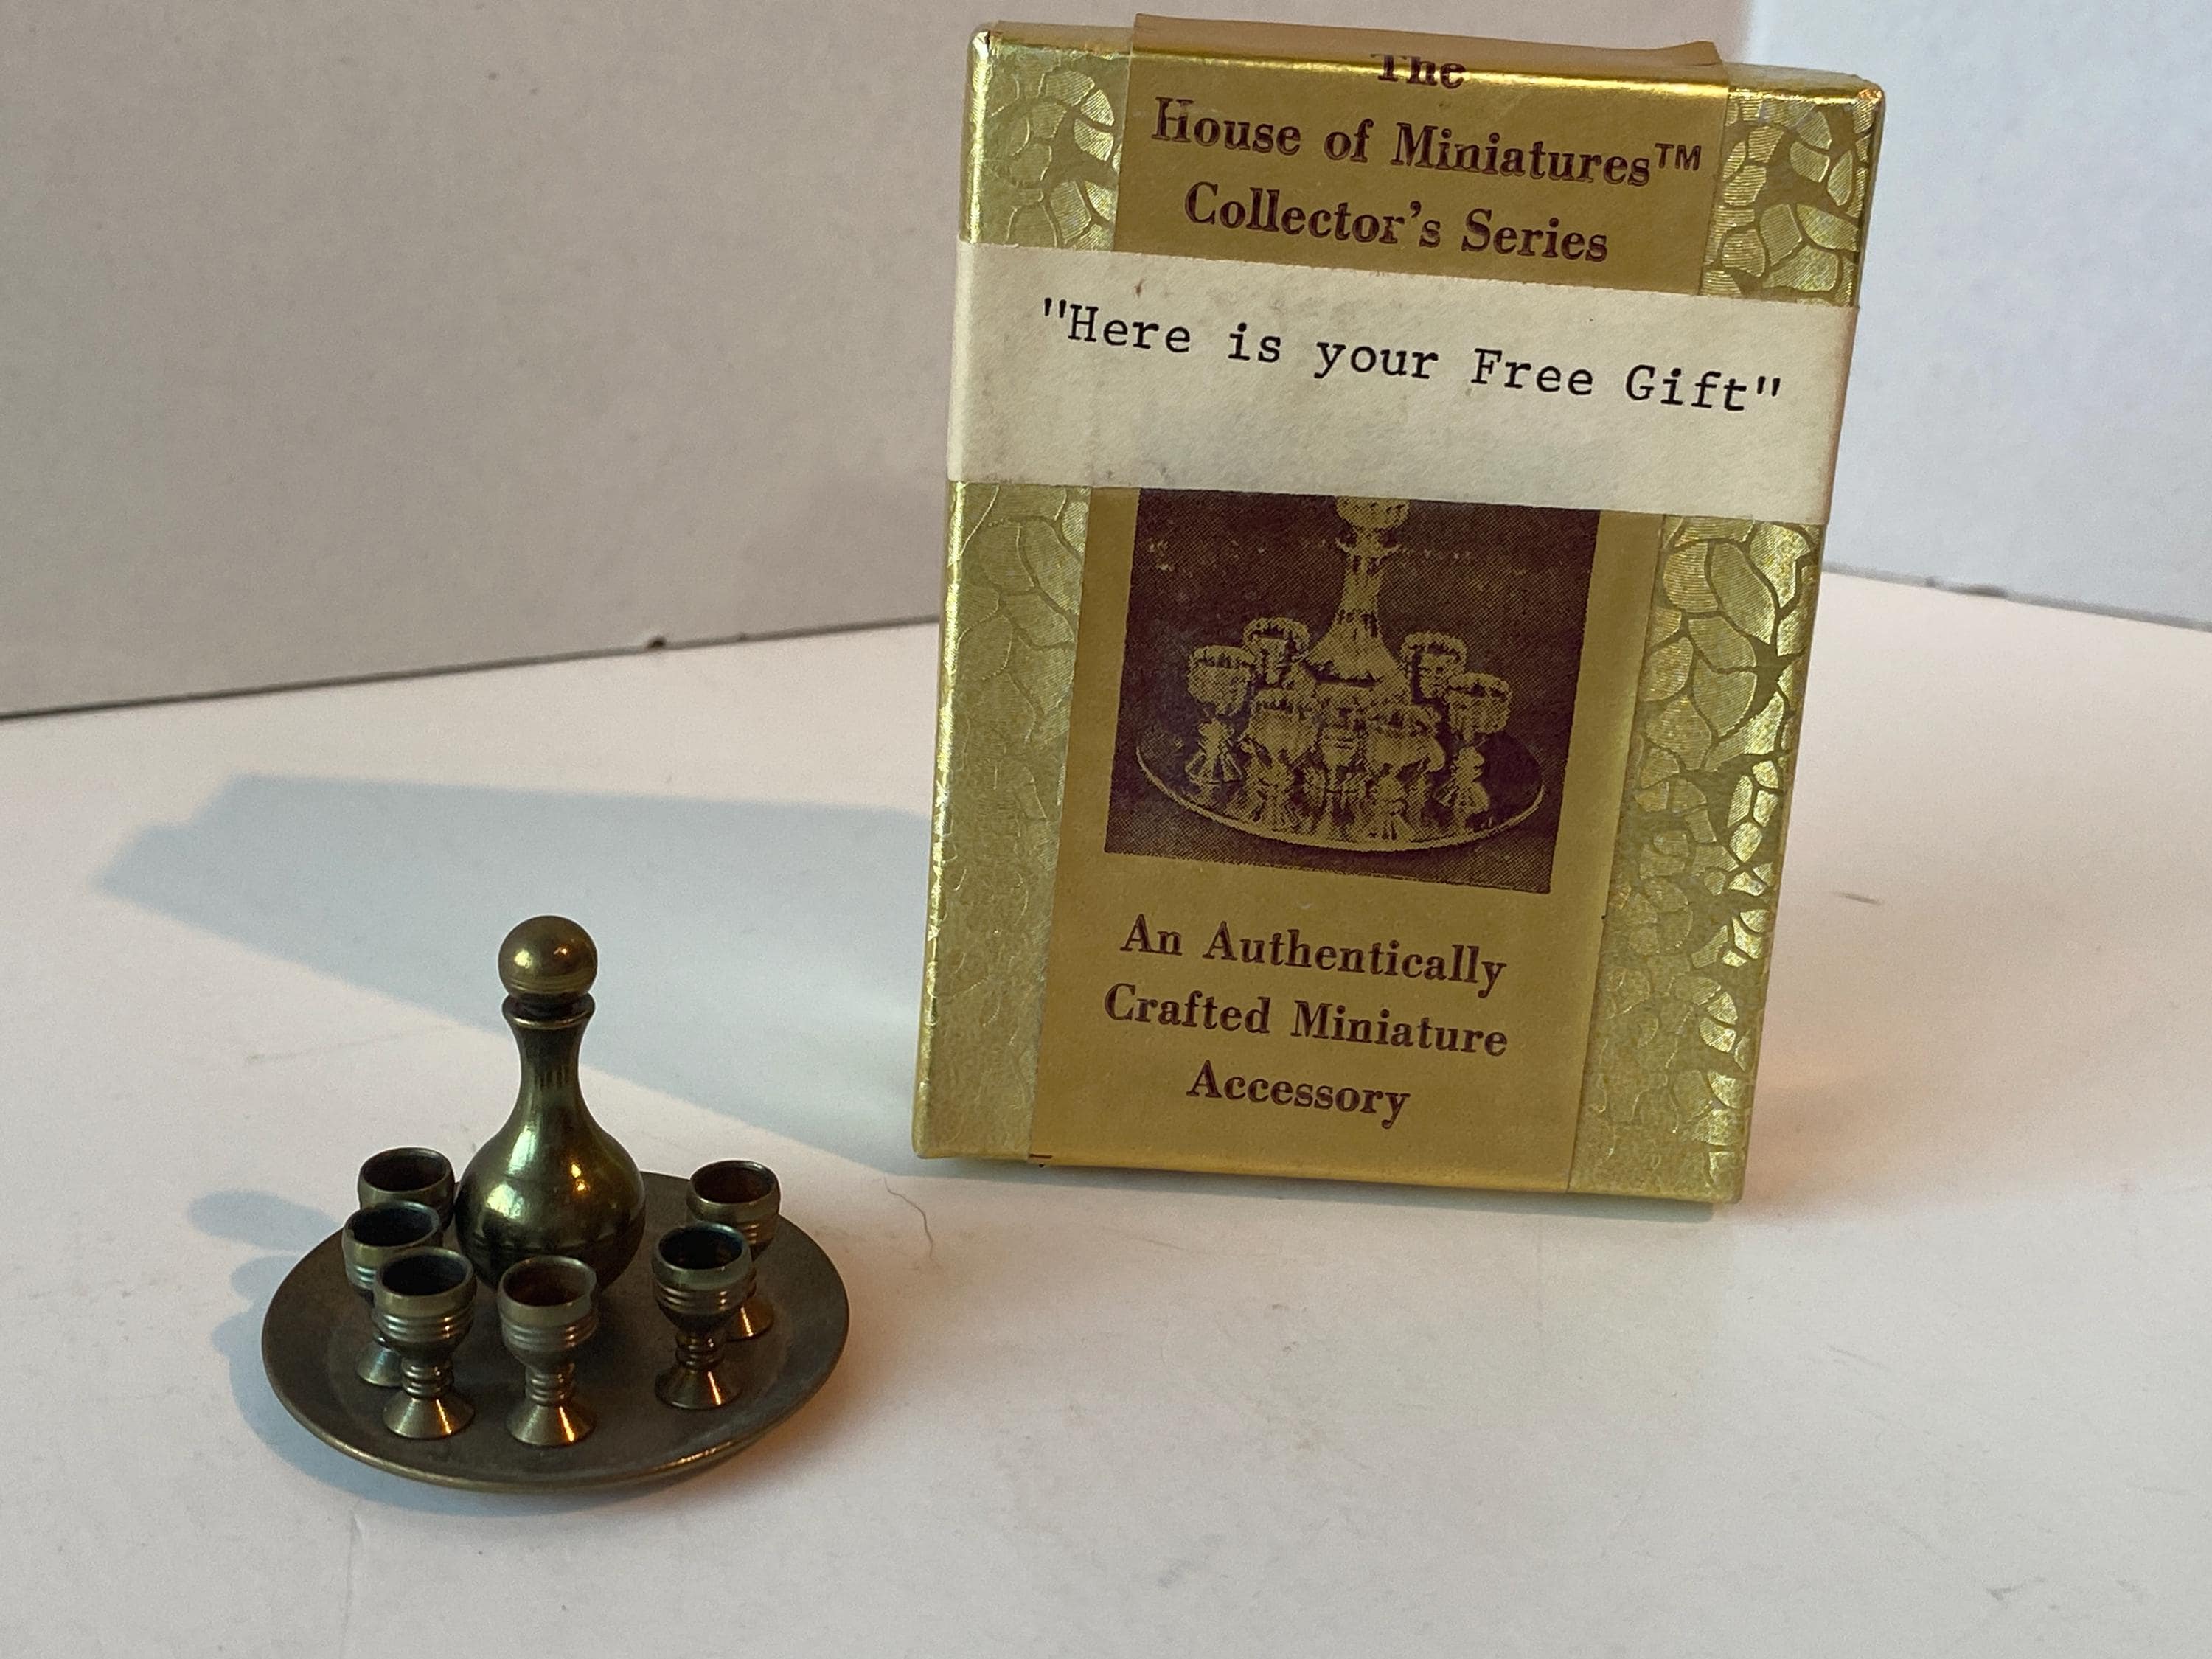 The
House of Miniatures™
Collector's Series
"Here is your Free Gift"
An Authentically
Crafted Miniature
Accessory